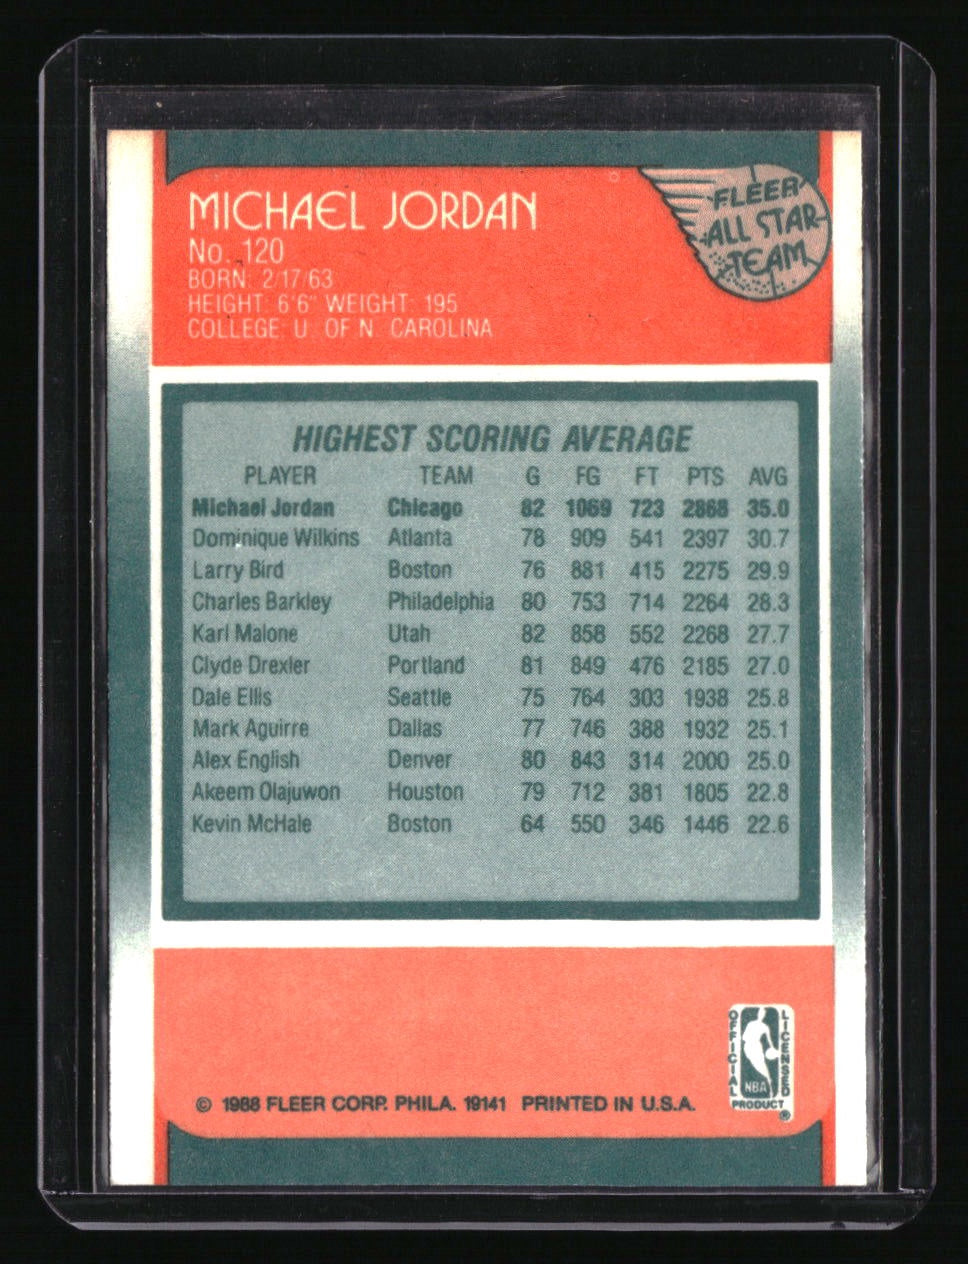 MICHAEL JORDAN
No. 120
BORN: 2/17/63
HEIGHT: 6'6" WEIGHT: 195
COLLEGE: U. OF N. CAROLINA
FLEER
ALL STAR
TEAM
HIGHEST SCORING AVERAGE
PLAYER TEAM G FG FT PTS AVG
Michael Jordan Chicago 82 1069 723 2868 35.0
Dominique Wilkins Atlanta 78 909 541 2397 30.7
Larry Bird Boston 76 881 415 2275 29.9
Charles Barkley Philadelphia 80 753 714 2264 28.3
Karl Malone Utah 82 858 552 2268 27.7
Clyde Drexler Portland 81 849 476 2185 27.0
Dale Ellis Seattle 75 764 303 1938 25.8
Mark Aguirre Dallas 77 746 388 1932 25.1
Alex English Denver 80 843 314 2000 25.0
Akeem Olajuwon Houston 79 712 381 1805 22.8
Kevin McHale Boston 64 550 346 1446 22.6
OFFICIAL LICENSED
NBA
PRODUCT
®
© 1988 FLEER CORP. PHILA. 19141 PRINTED IN U.S.A.